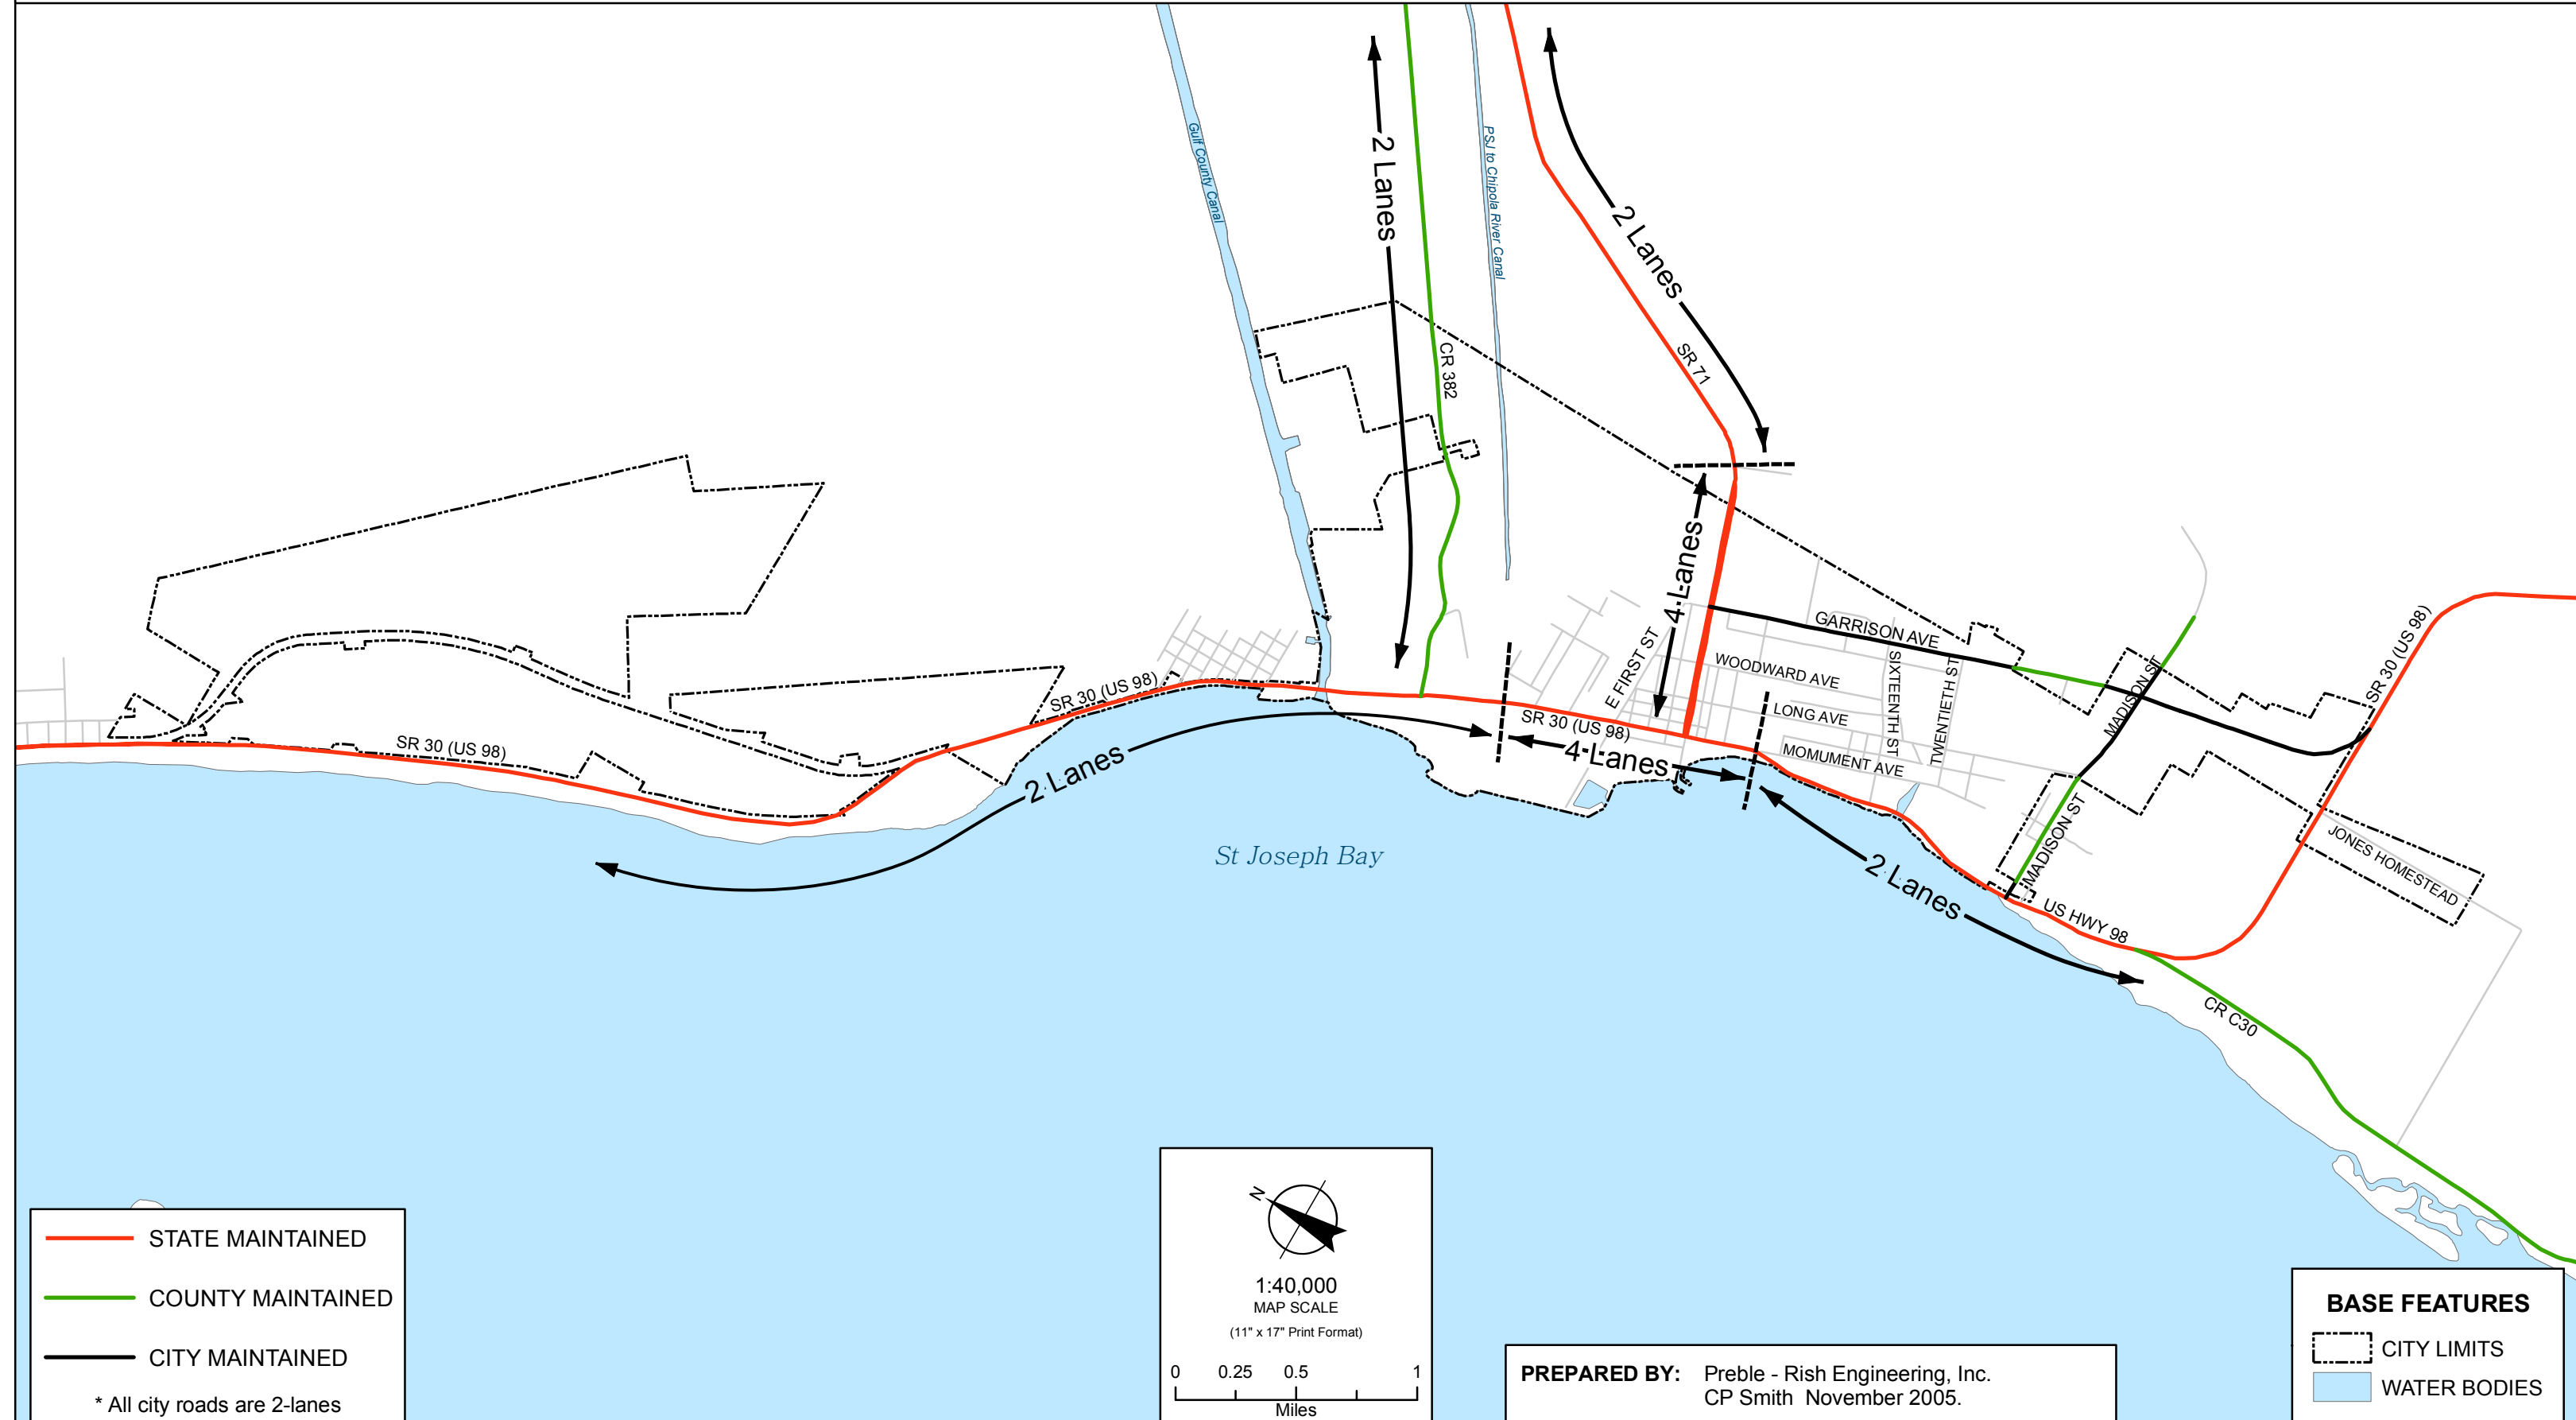 Gulf County Canal
2 Lanes
PSJ to Chipola River Canal
2 Lanes
CR 382
SR 71
4 Lanes
GARRISON AVE
E FIRST ST
WOODWARD AVE
SIXTEENTH ST
TWENTIETH ST
MADISON ST
SR 30 (US 98)
SR 30 (US 98)
SR 30 (US 98)
SR 30 (US 98)
LONG AVE
MOMUMENT AVE
4 Lanes
2 Lanes
St Joseph Bay
MADISON ST
JONES HOMESTEAD
2 Lanes
US HWY 98
CR C30
STATE MAINTAINED
COUNTY MAINTAINED
CITY MAINTAINED
* All city roads are 2-lanes
N
1:40,000
MAP SCALE
(11" x 17" Print Format)
0 0.25 0.5 1
Miles
PREPARED BY: Preble - Rish Engineering, Inc.
CP Smith November 2005.
BASE FEATURES
CITY LIMITS
WATER BODIES